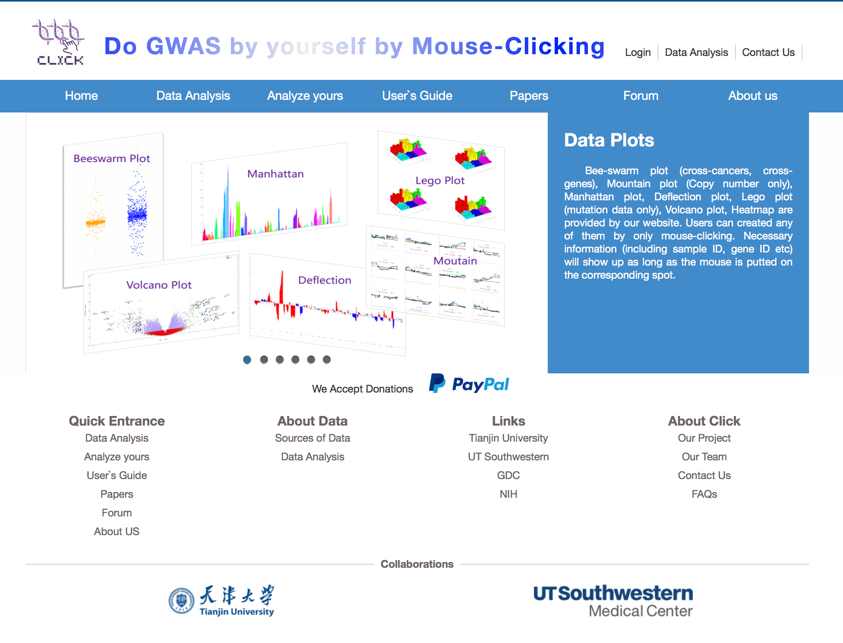 CLICK
Do GWAS by yourself by Mouse-Clicking
Login
Data Analysis
Contact Us
Home
Data Analysis
Analyze yours
User`s Guide
Papers
Forum
About us
Beeswarm Plot
Manhattan
Lego Plot
Volcano Plot
Deflection
Moutain
Data Plots
Bee-swarm plot (cross-cancers, cross-
genes), Mountain plot (Copy number only),
Manhattan plot, Deflection plot, Lego plot
(mutation data only), Volcano plot, Heatmap are
provided by our website. Users can created any
of them by only mouse-clicking. Necessary
information (including sample ID, gene ID etc)
will show up as long as the mouse is putted on
the corresponding spot.
We Accept Donations
PayPal
Quick Entrance
Data Analysis
Analyze yours
User`s Guide
Papers
Forum
About US
About Data
Sources of Data
Data Analysis
Links
Tianjin University
UT Southwestern
GDC
NIH
About Click
Our Project
Our Team
Contact Us
FAQs
Collaborations
天津大学
Tianjin University
UTSouthwestern
Medical Center